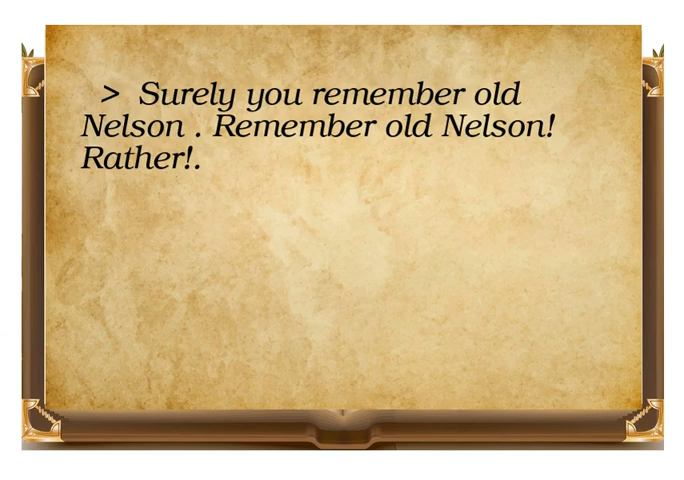 > Surely you remember old
Nelson . Remember old Nelson!
Rather!.